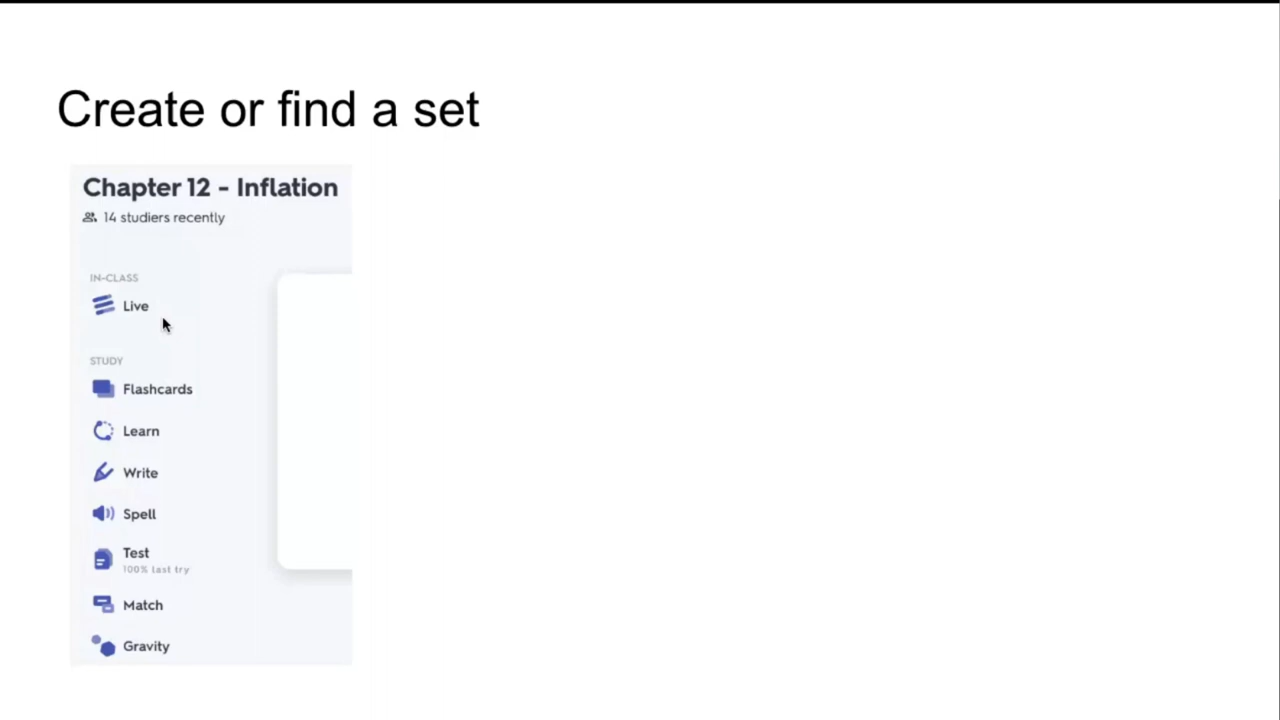 Create or find a set
Chapter 12 - Inflation
14 studiers recently
IN-CLASS
Live
STUDY
Flashcards
Learn
Write
Spell
Test
100% last try
Match
Gravity